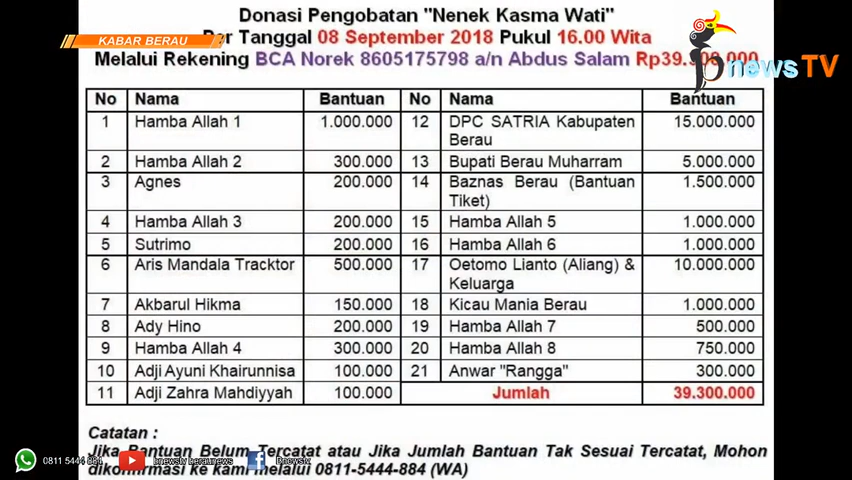 Donasi Pengobatan "Nenek Kasma Wati"
KABAR BERAU
Per Tanggal 08 September 2018 Pukul 16.00 Wita
Melalui Rekening BCA Norek 8605175798 a/n Abdus Salam Rp39.300.000
bnewsTV
No Nama Bantuan No Nama Bantuan
1 Hamba Allah 1 1.000.000 12 DPC SATRIA Kabupaten Berau 15.000.000
2 Hamba Allah 2 300.000 13 Bupati Berau Muharram 5.000.000
3 Agnes 200.000 14 Baznas Berau (Bantuan Tiket) 1.500.000
4 Hamba Allah 3 200.000 15 Hamba Allah 5 1.000.000
5 Sutrimo 200.000 16 Hamba Allah 6 1.000.000
6 Aris Mandala Tracktor 500.000 17 Oetomo Lianto (Aliang) & Keluarga 10.000.000
7 Akbarul Hikma 150.000 18 Kicau Mania Berau 1.000.000
8 Ady Hino 200.000 19 Hamba Allah 7 500.000
9 Hamba Allah 4 300.000 20 Hamba Allah 8 750.000
10 Adji Ayuni Khairunnisa 100.000 21 Anwar "Rangga" 300.000
11 Adji Zahra Mahdiyyah 100.000 Jumlah 39.300.000
Catatan :
Jika Bantuan Belum Tercatat atau Jika Jumlah Bantuan Tak Sesuai Tercatat, Mohon
dikonfirmasi ke kami melalui 0811-5444-884 (WA)
0811 5444 884 bnewstv beraunews Bnewstv